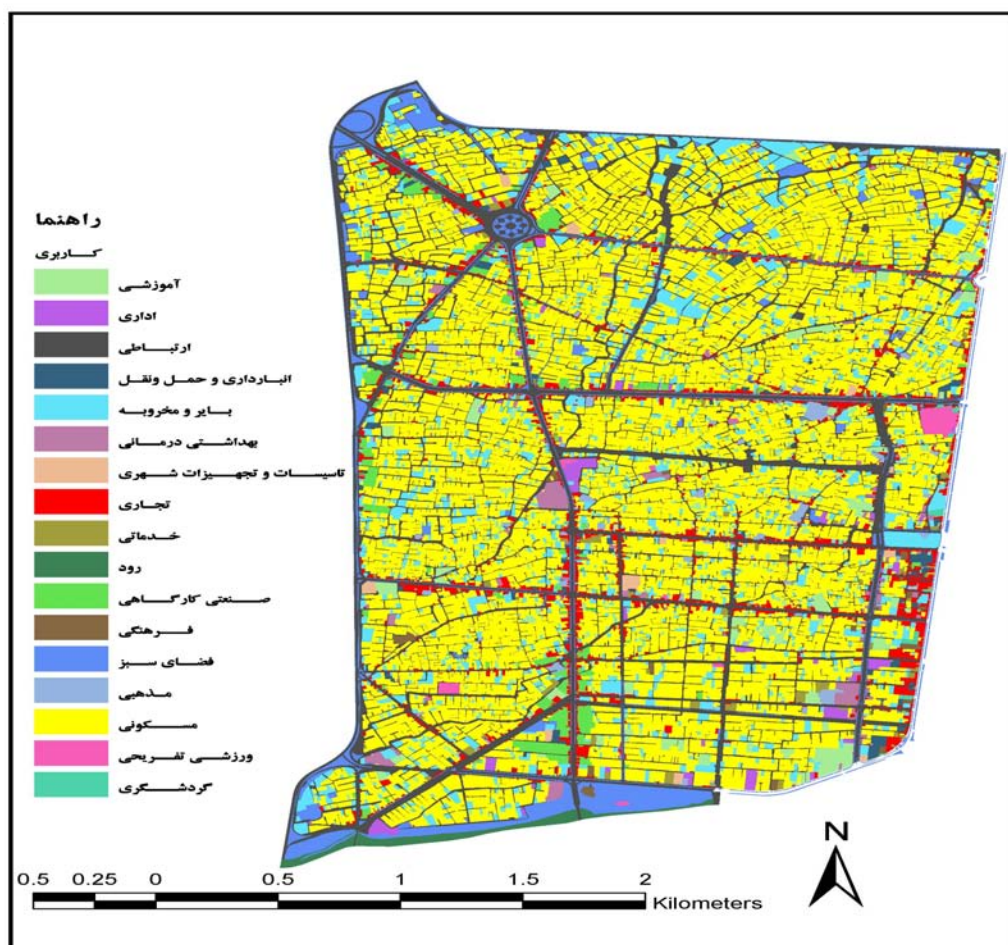 راهنما
کاربری
آموزشی
اداری
ارتباطی
انبارداری و حمل ونقل
بایر و مخروبه
بهداشتی درمانی
تاسیسات و تجهیزات شهری
تجاری
خدماتی
رود
صنعتی کارگاهی
فرهنگی
فضای سبز
مذهبی
مسکونی
ورزشی تفریحی
گردشگری
N
0.5 0.25 0 0.5 1 1.5 2
Kilometers